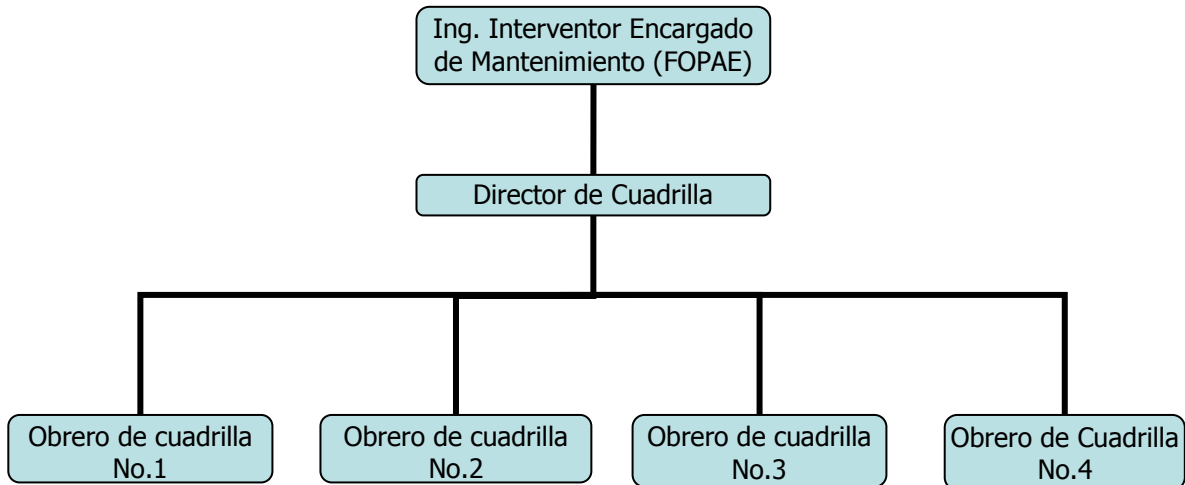 Ing. Interventor Encargado
de Mantenimiento (FOPAE)
Director de Cuadrilla
Obrero de cuadrilla
No.1
Obrero de cuadrilla
No.2
Obrero de cuadrilla
No.3
Obrero de Cuadrilla
No.4